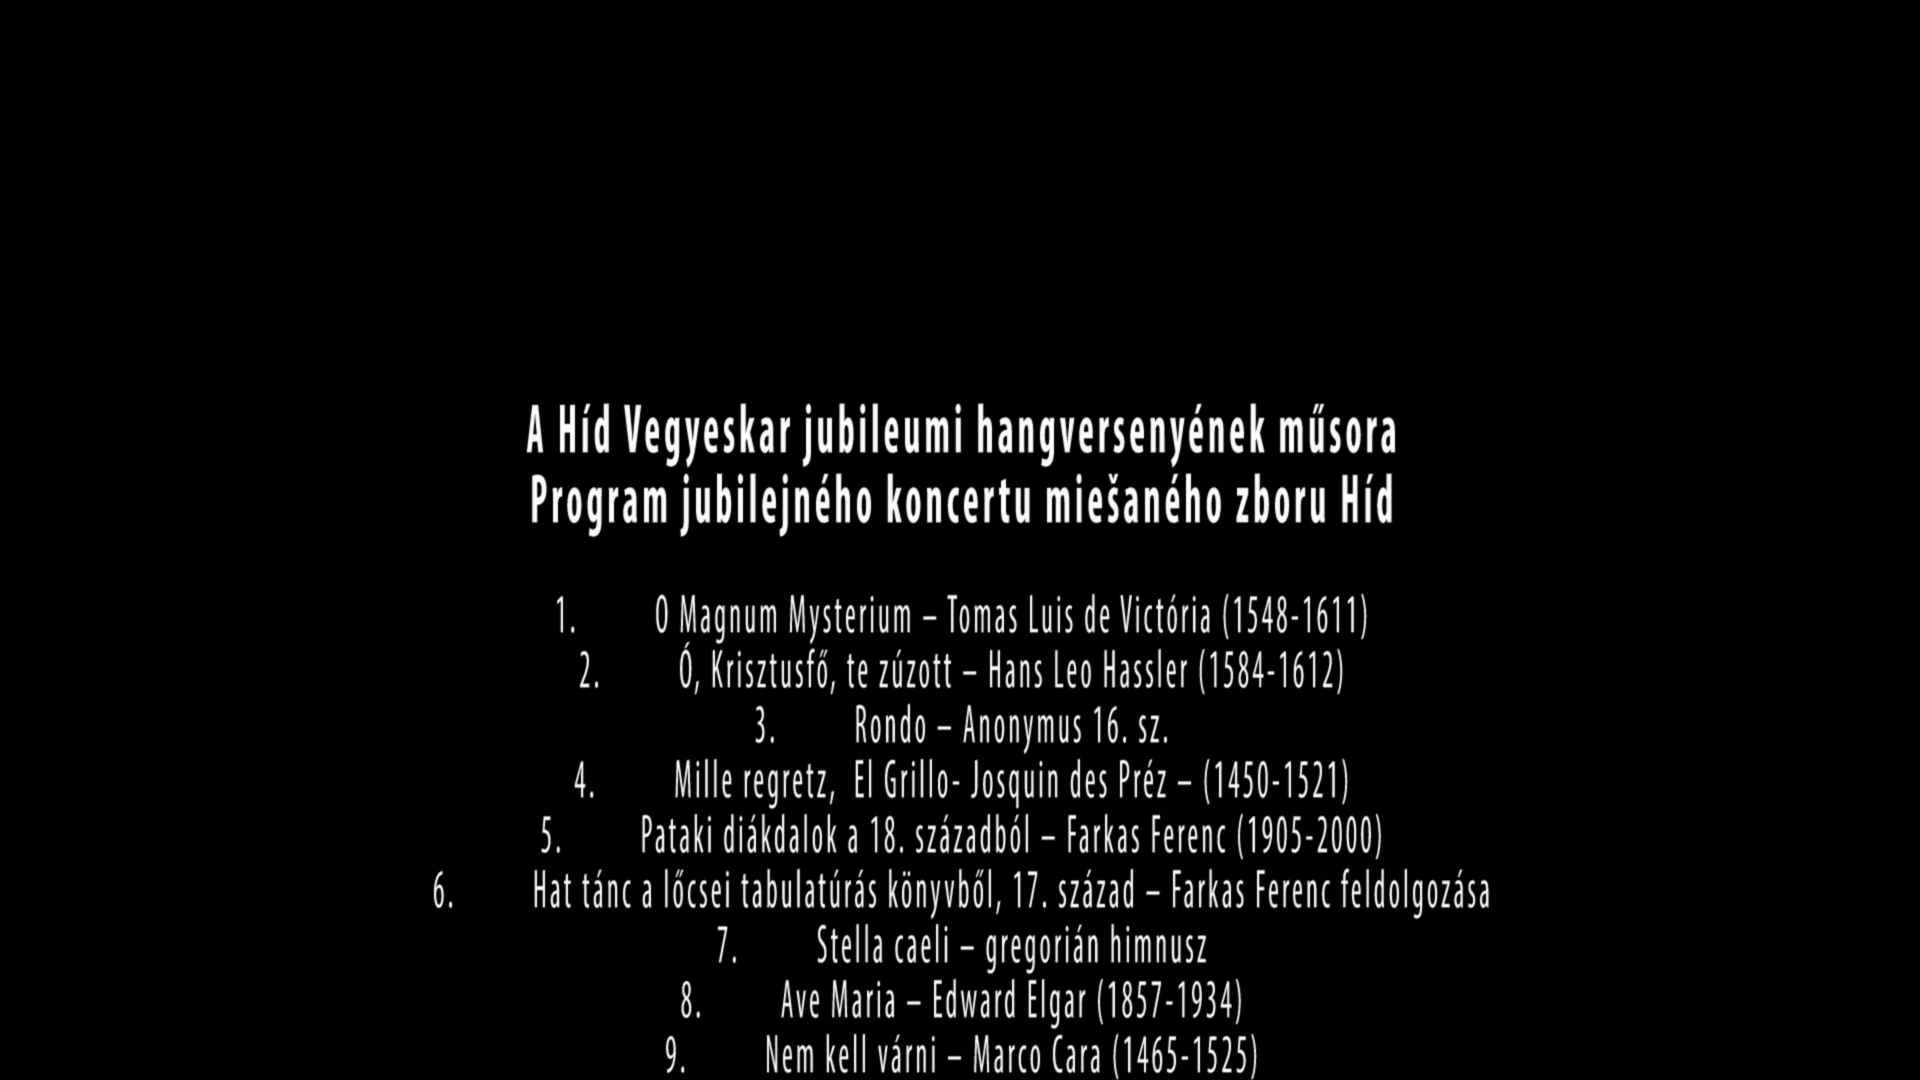 A Híd Vegyeskar jubileumi hangversenyének műsora
Program jubilejného koncertu miešaného zboru Híd
1. O Magnum Mysterium – Tomas Luis de Victória (1548-1611)
2. Ó, Krisztusfő, te zúzott – Hans Leo Hassler (1584-1612)
3. Rondo – Anonymus 16. sz.
4. Mille regretz, El Grillo- Josquin des Préz – (1450-1521)
5. Pataki diákdalok a 18. századból – Farkas Ferenc (1905-2000)
6. Hat tánc a lőcsei tabulatúrás könyvből, 17. század – Farkas Ferenc feldolgozása
7. Stella caeli – gregorián himnusz
8. Ave Maria – Edward Elgar (1857-1934)
9. Nem kell várni – Marco Cara (1465-1525)